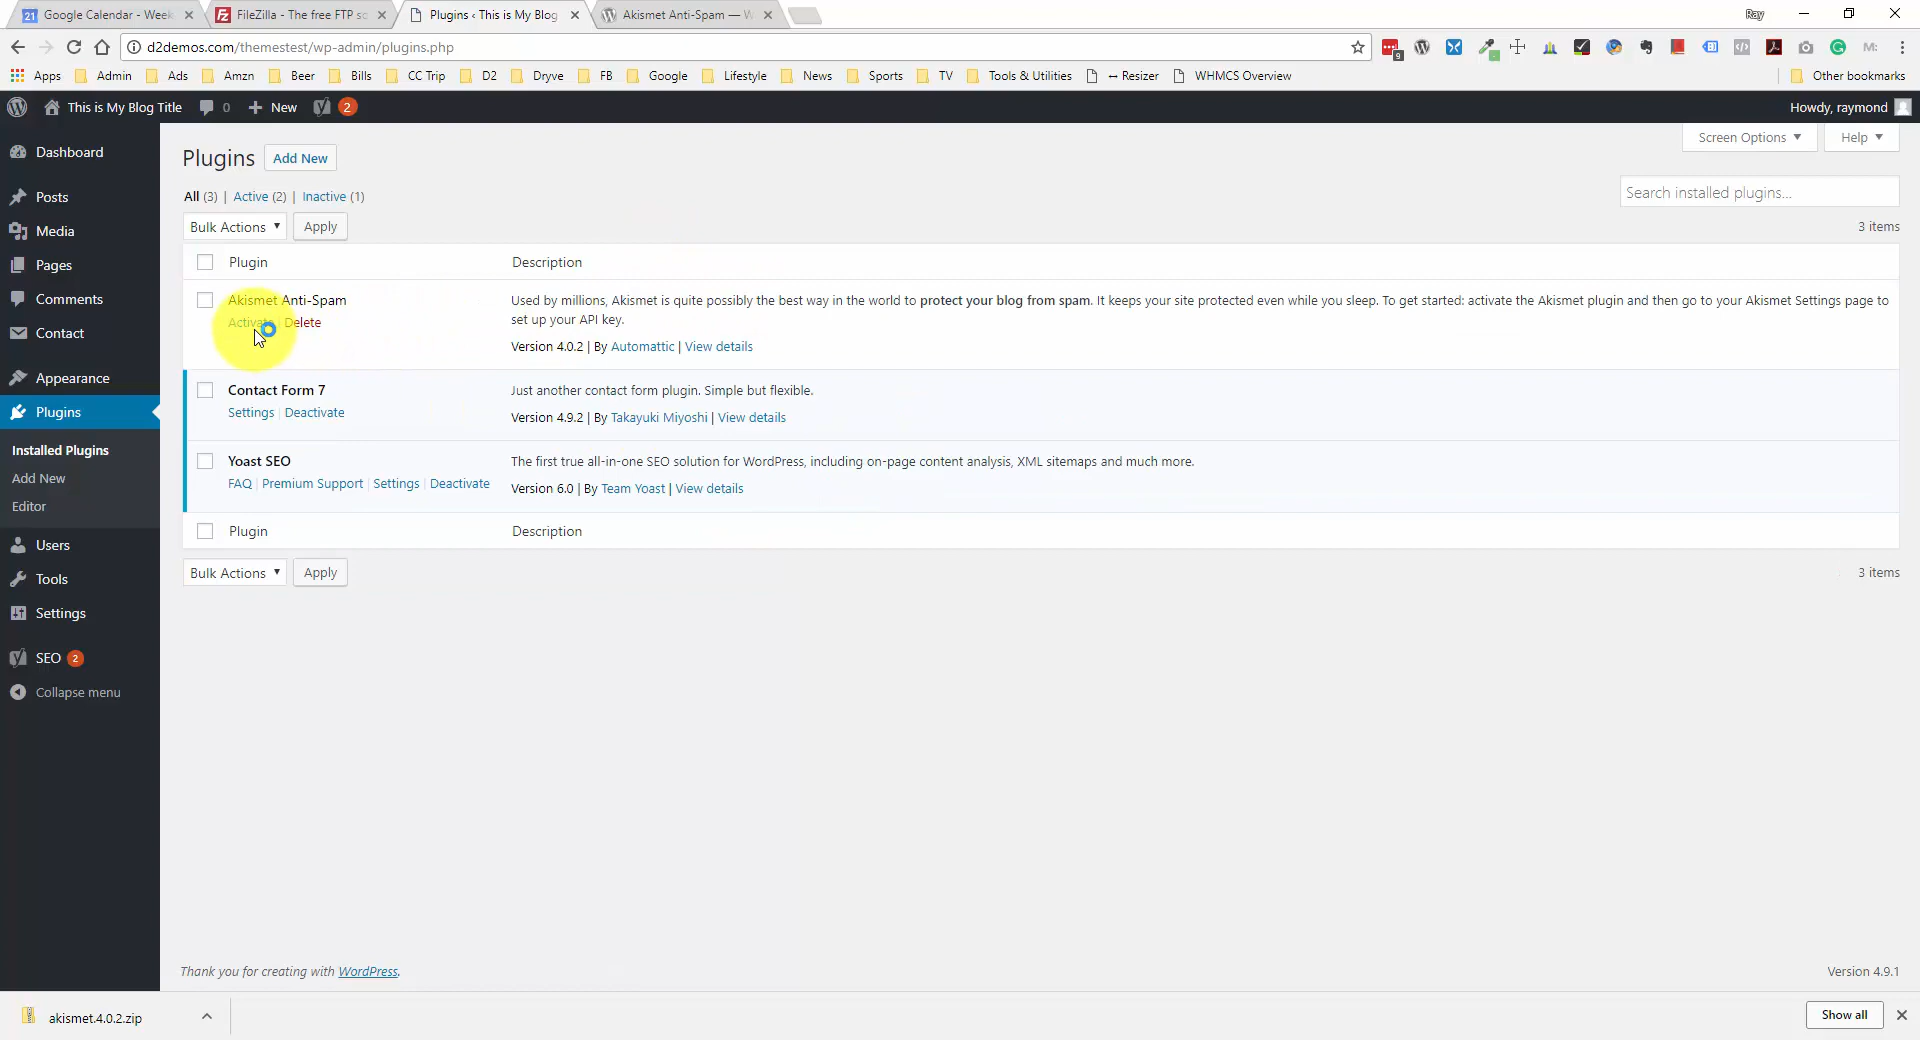 21 Google Calendar - Week
FZ FileZilla - The free FTP so
Plugins ‹ This is My Blog
Akismet Anti-Spam — W
Ray
d2demos.com/themestest/wp-admin/plugins.php
9
M:
Apps Admin Ads Amzn Beer Bills CC Trip D2 Dryve FB Google Lifestyle News Sports TV Tools & Utilities ↔ Resizer WHMCS Overview Other bookmarks
This is My Blog Title 0 New 2 Howdy, raymond
Screen Options ▼ Help ▼
Dashboard
Posts
Media
Pages
Comments
Contact
Appearance
Plugins
Installed Plugins
Add New
Editor
Users
Tools
Settings
SEO 2
Collapse menu
Plugins Add New
All (3) | Active (2) | Inactive (1)
Search installed plugins...
Bulk Actions ▼ Apply
3 items
Plugin Description
Akismet Anti-Spam
Activate | Delete
Used by millions, Akismet is quite possibly the best way in the world to protect your blog from spam. It keeps your site protected even while you sleep. To get started: activate the Akismet plugin and then go to your Akismet Settings page to
set up your API key.
Version 4.0.2 | By Automattic | View details
Contact Form 7
Settings | Deactivate
Just another contact form plugin. Simple but flexible.
Version 4.9.2 | By Takayuki Miyoshi | View details
Yoast SEO
FAQ | Premium Support | Settings | Deactivate
The first true all-in-one SEO solution for WordPress, including on-page content analysis, XML sitemaps and much more.
Version 6.0 | By Team Yoast | View details
Plugin Description
Bulk Actions ▼ Apply
3 items
Thank you for creating with WordPress.
Version 4.9.1
akismet.4.0.2.zip
Show all